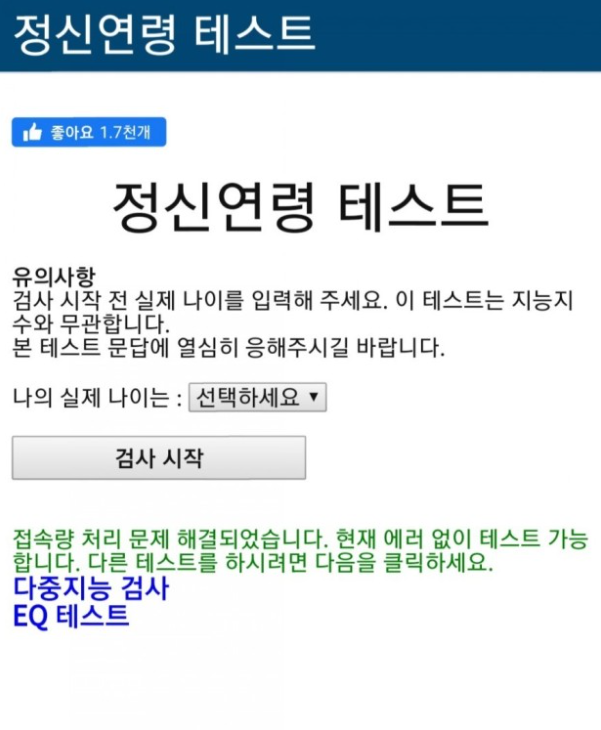 정신연령 테스트
좋아요 1.7천개
정신연령 테스트
유의사항
검사 시작 전 실제 나이를 입력해 주세요. 이 테스트는 지능지
수와 무관합니다.
본 테스트 문답에 열심히 응해주시길 바랍니다.
나의 실제 나이는 : 선택하세요 ▼
검사 시작
접속량 처리 문제 해결되었습니다. 현재 에러 없이 테스트 가능
합니다. 다른 테스트를 하시려면 다음을 클릭하세요.
다중지능 검사
EQ 테스트